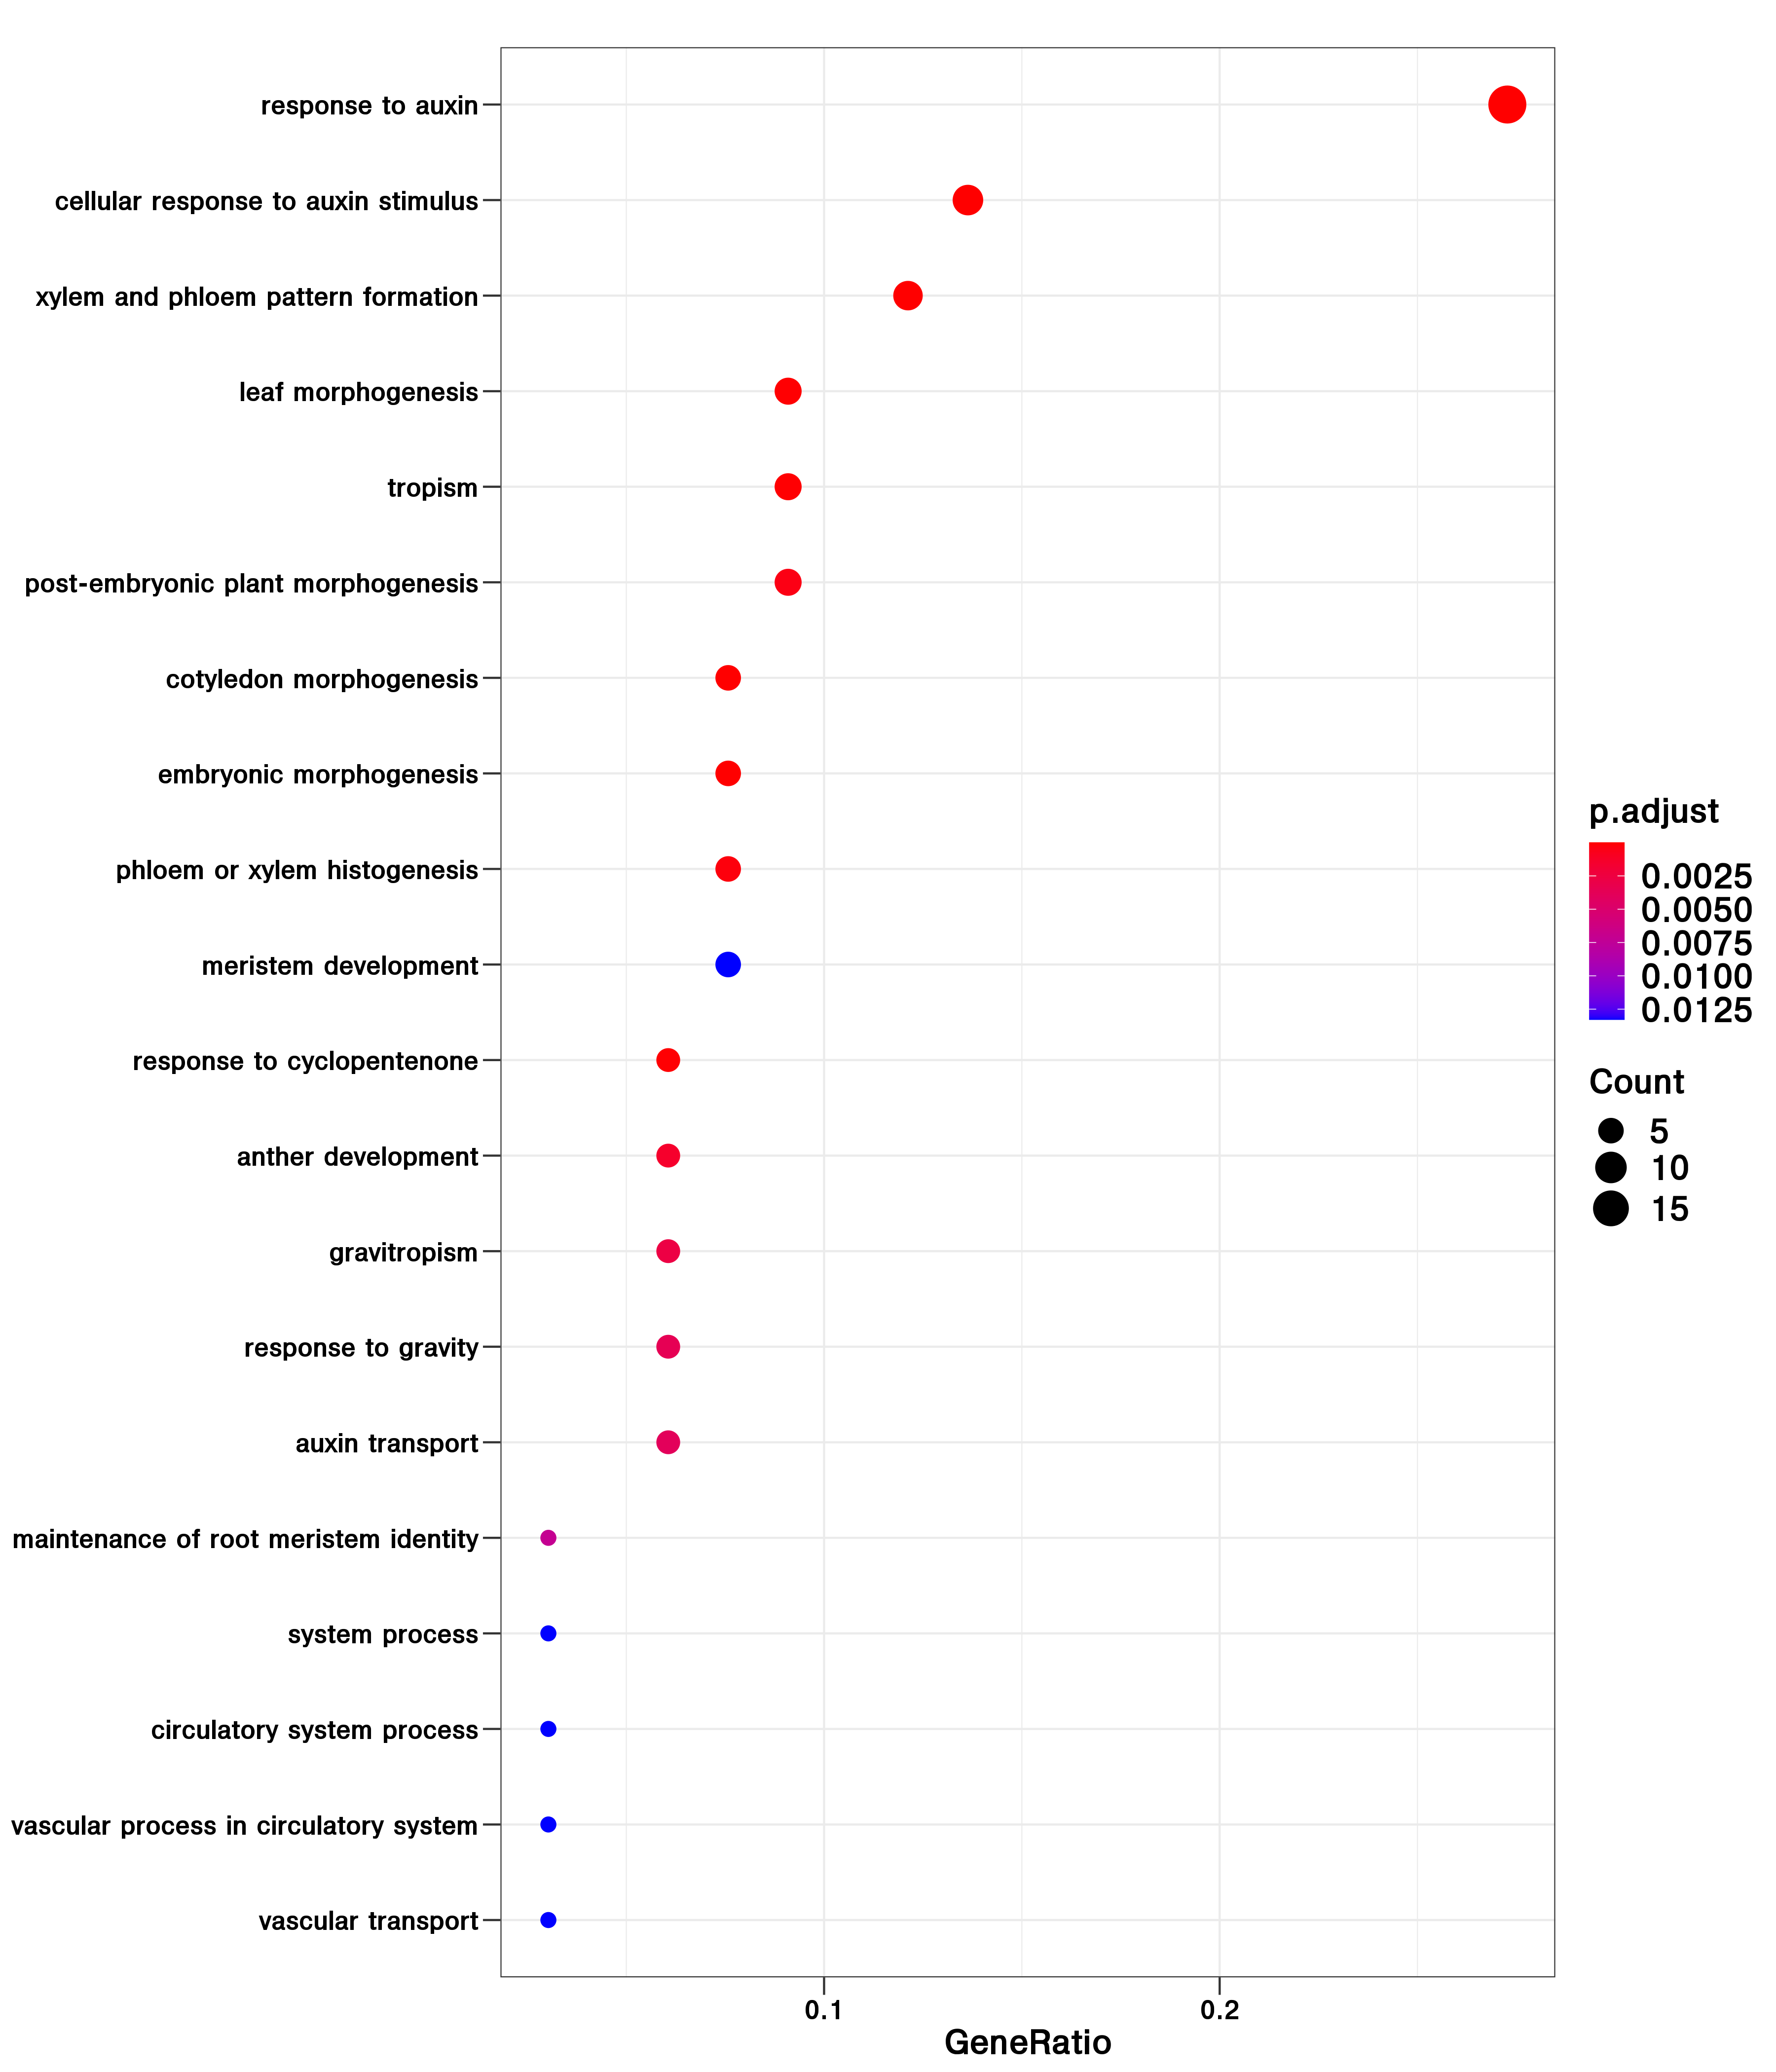 response to auxin
cellular response to auxin stimulus
xylem and phloem pattern formation
leaf morphogenesis
tropism
post-embryonic plant morphogenesis
cotyledon morphogenesis
embryonic morphogenesis
phloem or xylem histogenesis
meristem development
response to cyclopentenone
anther development
gravitropism
response to gravity
auxin transport
maintenance of root meristem identity
system process
circulatory system process
vascular process in circulatory system
vascular transport
0.1
0.2
GeneRatio
p.adjust
0.0025
0.0050
0.0075
0.0100
0.0125
Count
5
10
15